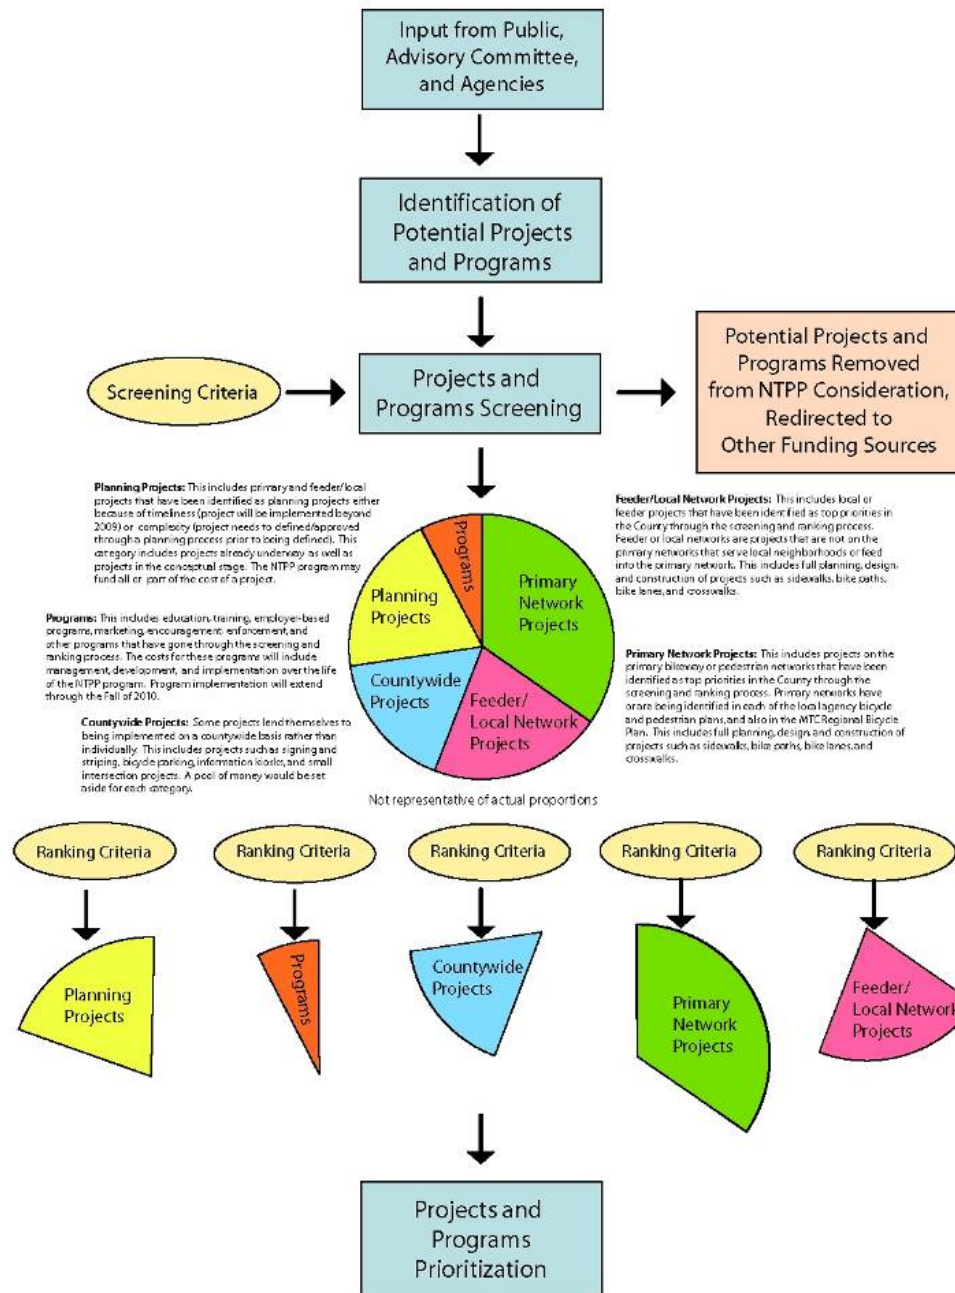 Input from Public,
Advisory Committee,
and Agencies
Identification of
Potential Projects
and Programs
Screening Criteria
Projects and
Programs Screening
Potential Projects and
Programs Removed
from NTPP Consideration,
Redirected to
Other Funding Sources
Planning Projects: This includes primary and feeder/local
projects that have been identified as planning projects either
because of timeliness (project will be implemented beyond
2009) or complexity (project needs to defined/approved
through a planning process prior to being defined). This
category includes projects already underway as well as
projects in the conceptual stage. The NTPP program may
fund all or part of the cost of a project.
Programs: This includes education, training, employer-based
programs, marketing, encouragement, enforcement, and
other programs that have gone through the screening and
ranking process. The costs for these programs will include
management, development, and implementation over the life
of the NTPP program. Program implementation will extend
through the Fall of 2010.
Countywide Projects: Some projects lend themselves to
being implemented on a countywide basis rather than
individually. This includes projects such as signing and
striping, bicycle parking, information kiosks, and small
intersection projects. A pool of money would be set
aside for each category.
Programs
Planning
Projects
Primary
Network
Projects
Countywide
Projects
Feeder/
Local Network
Projects
Feeder/Local Network Projects: This includes local or
feeder projects that have been identified as top priorities in
the County through the screening and ranking process.
Feeder or local networks are projects that are not on the
primary networks that serve local neighborhoods or feed
into the primary network. This includes full planning, design,
and construction of projects such as sidewalks, bike paths,
bike lanes, and crosswalks.
Primary Network Projects: This includes projects on the
primary bikeway or pedestrian networks that have been
identified as top priorities in the County through the
screening and ranking process. Primary networks have
or are being identified in each of the local agency bicycle
and pedestrian plans, and also in the MTC Regional Bicycle
Plan. This includes full planning, design, and construction of
projects such as sidewalks, bike paths, bike lanes, and
crosswalks.
Not representative of actual proportions
Ranking Criteria
Ranking Criteria
Ranking Criteria
Ranking Criteria
Ranking Criteria
Planning
Projects
Programs
Countywide
Projects
Primary
Network
Projects
Feeder/
Local Network
Projects
Projects and
Programs
Prioritization